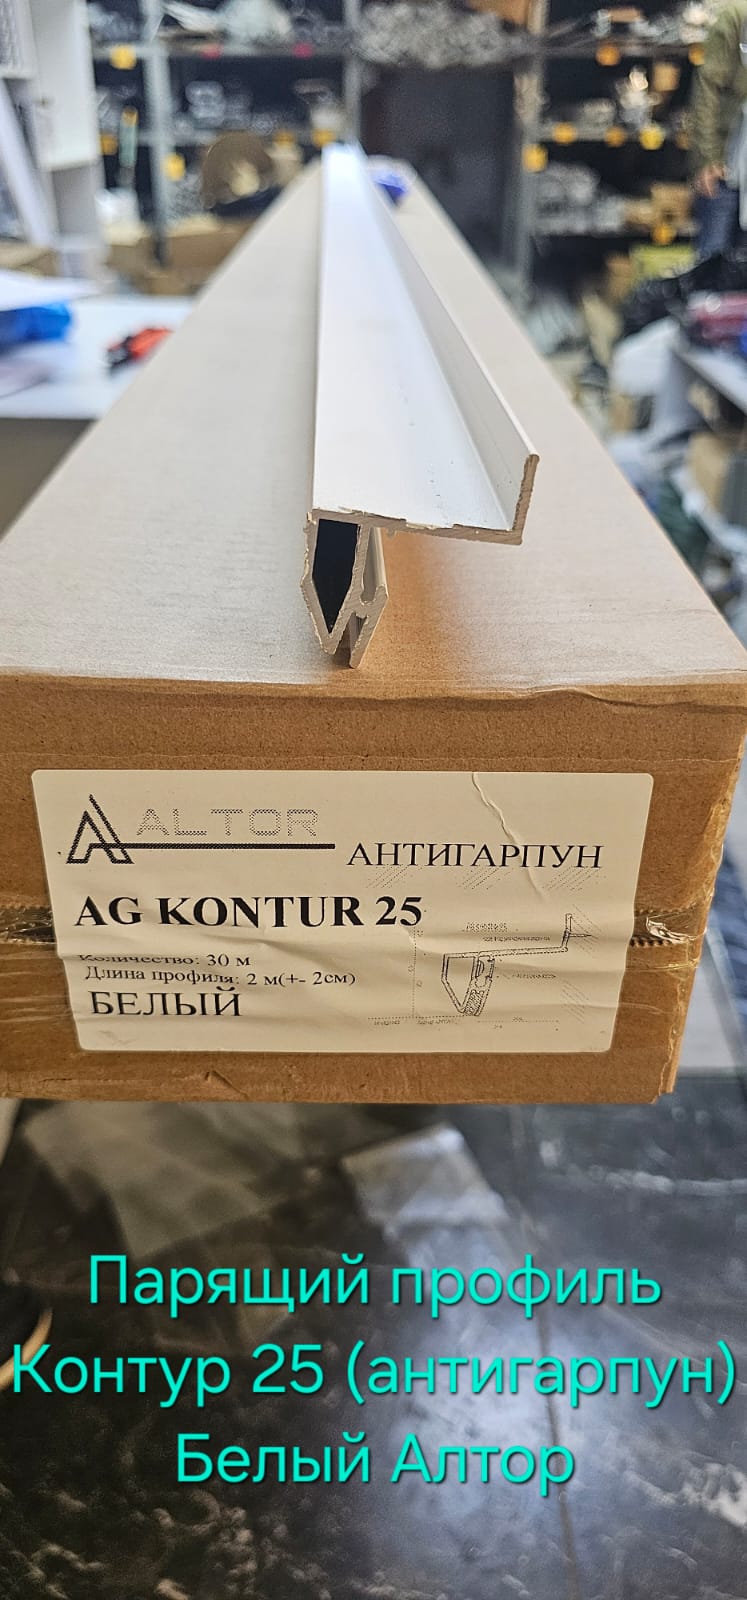 ALTOR
АНТИГАРПУН
AG KONTUR 25
Количество: 30 м
Длина профиля: 2 м(+- 2см)
БЕЛЫЙ
Парящий профиль
Контур 25 (антигарпун)
Белый Алтор